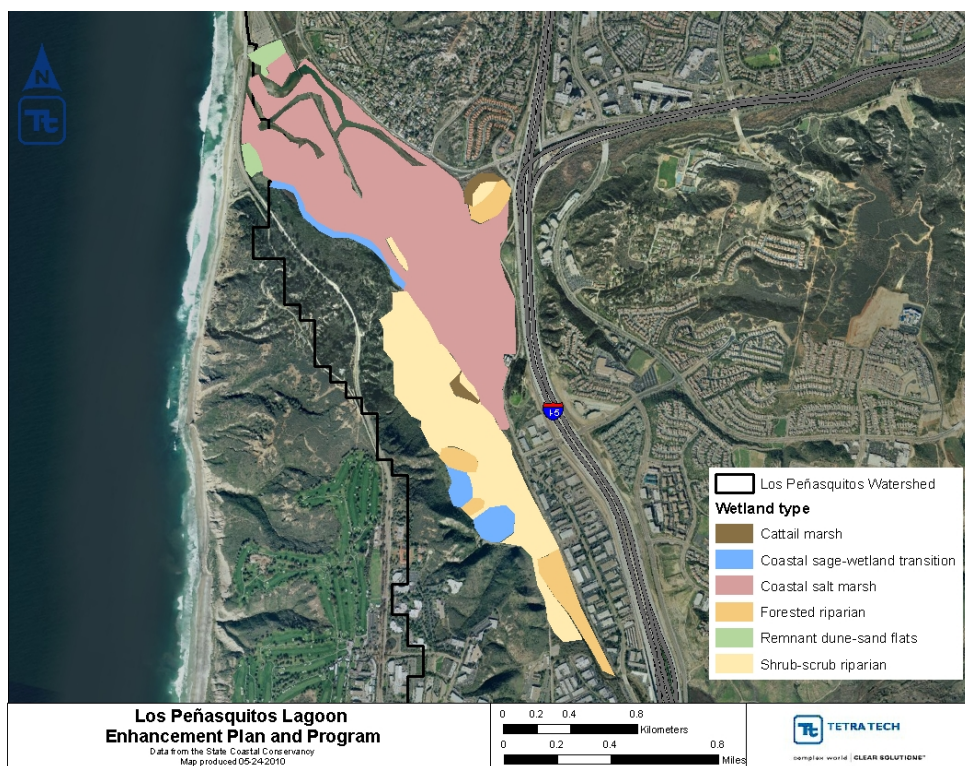 N
Tt
I-5
Los Peñasquitos Watershed
Wetland type
Cattail marsh
Coastal sage-wetland transition
Coastal salt marsh
Forested riparian
Remnant dune-sand flats
Shrub-scrub riparian
Los Peñasquitos Lagoon
Enhancement Plan and Program
Data from the State Coastal Conservancy
Map produced 05-24-2010
0 0.2 0.4 0.8
Kilometers
0 0.2 0.4 0.8
Miles
Tt TETRA TECH
complex world | CLEAR SOLUTIONS™